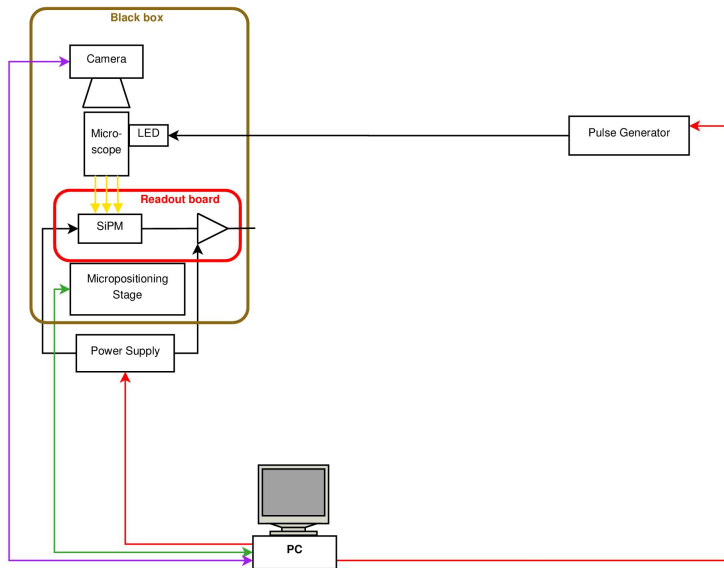 Black box
Camera
Micro-
scope
LED
Pulse Generator
Readout board
SiPM
Micropositioning
Stage
Power Supply
PC